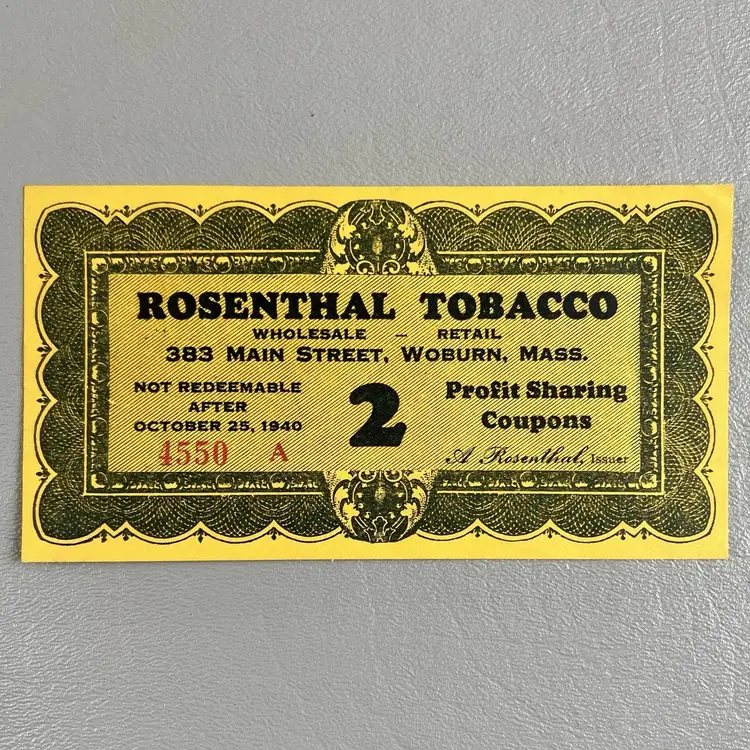 ROSENTHAL TOBACCO
WHOLESALE – RETAIL
383 MAIN STREET, WOBURN, MASS.
NOT REDEEMABLE
AFTER
OCTOBER 25, 1940
4550 A
2
Profit Sharing
Coupons
A. Rosenthal, Issuer